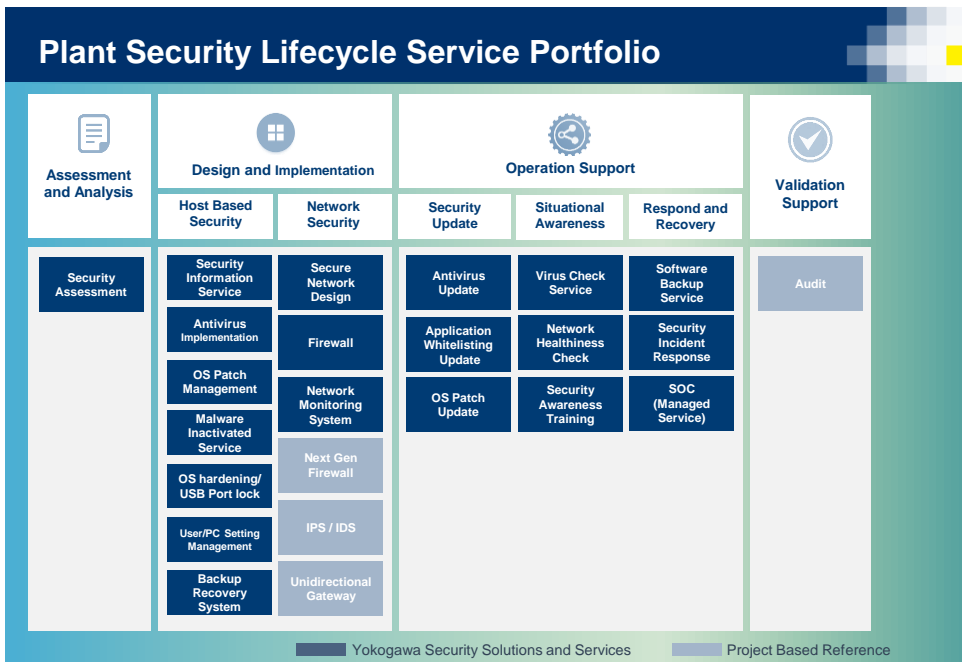 Plant Security Lifecycle Service Portfolio
Assessment
and Analysis
Design and Implementation
Operation Support
Validation
Support
Host Based
Security
Network
Security
Security
Update
Situational
Awareness
Respond and
Recovery
Security
Assessment
Security
Information
Service
Antivirus
Implementation
OS Patch
Management
Malware
Inactivated
Service
OS hardening/
USB Port lock
User/PC Setting
Management
Backup
Recovery
System
Secure
Network
Design
Firewall
Network
Monitoring
System
Next Gen
Firewall
IPS / IDS
Unidirectional
Gateway
Antivirus
Update
Application
Whitelisting
Update
OS Patch
Update
Virus Check
Service
Network
Healthiness
Check
Security
Awareness
Training
Software
Backup
Service
Security
Incident
Response
SOC
(Managed
Service)
Audit
Yokogawa Security Solutions and Services
Project Based Reference